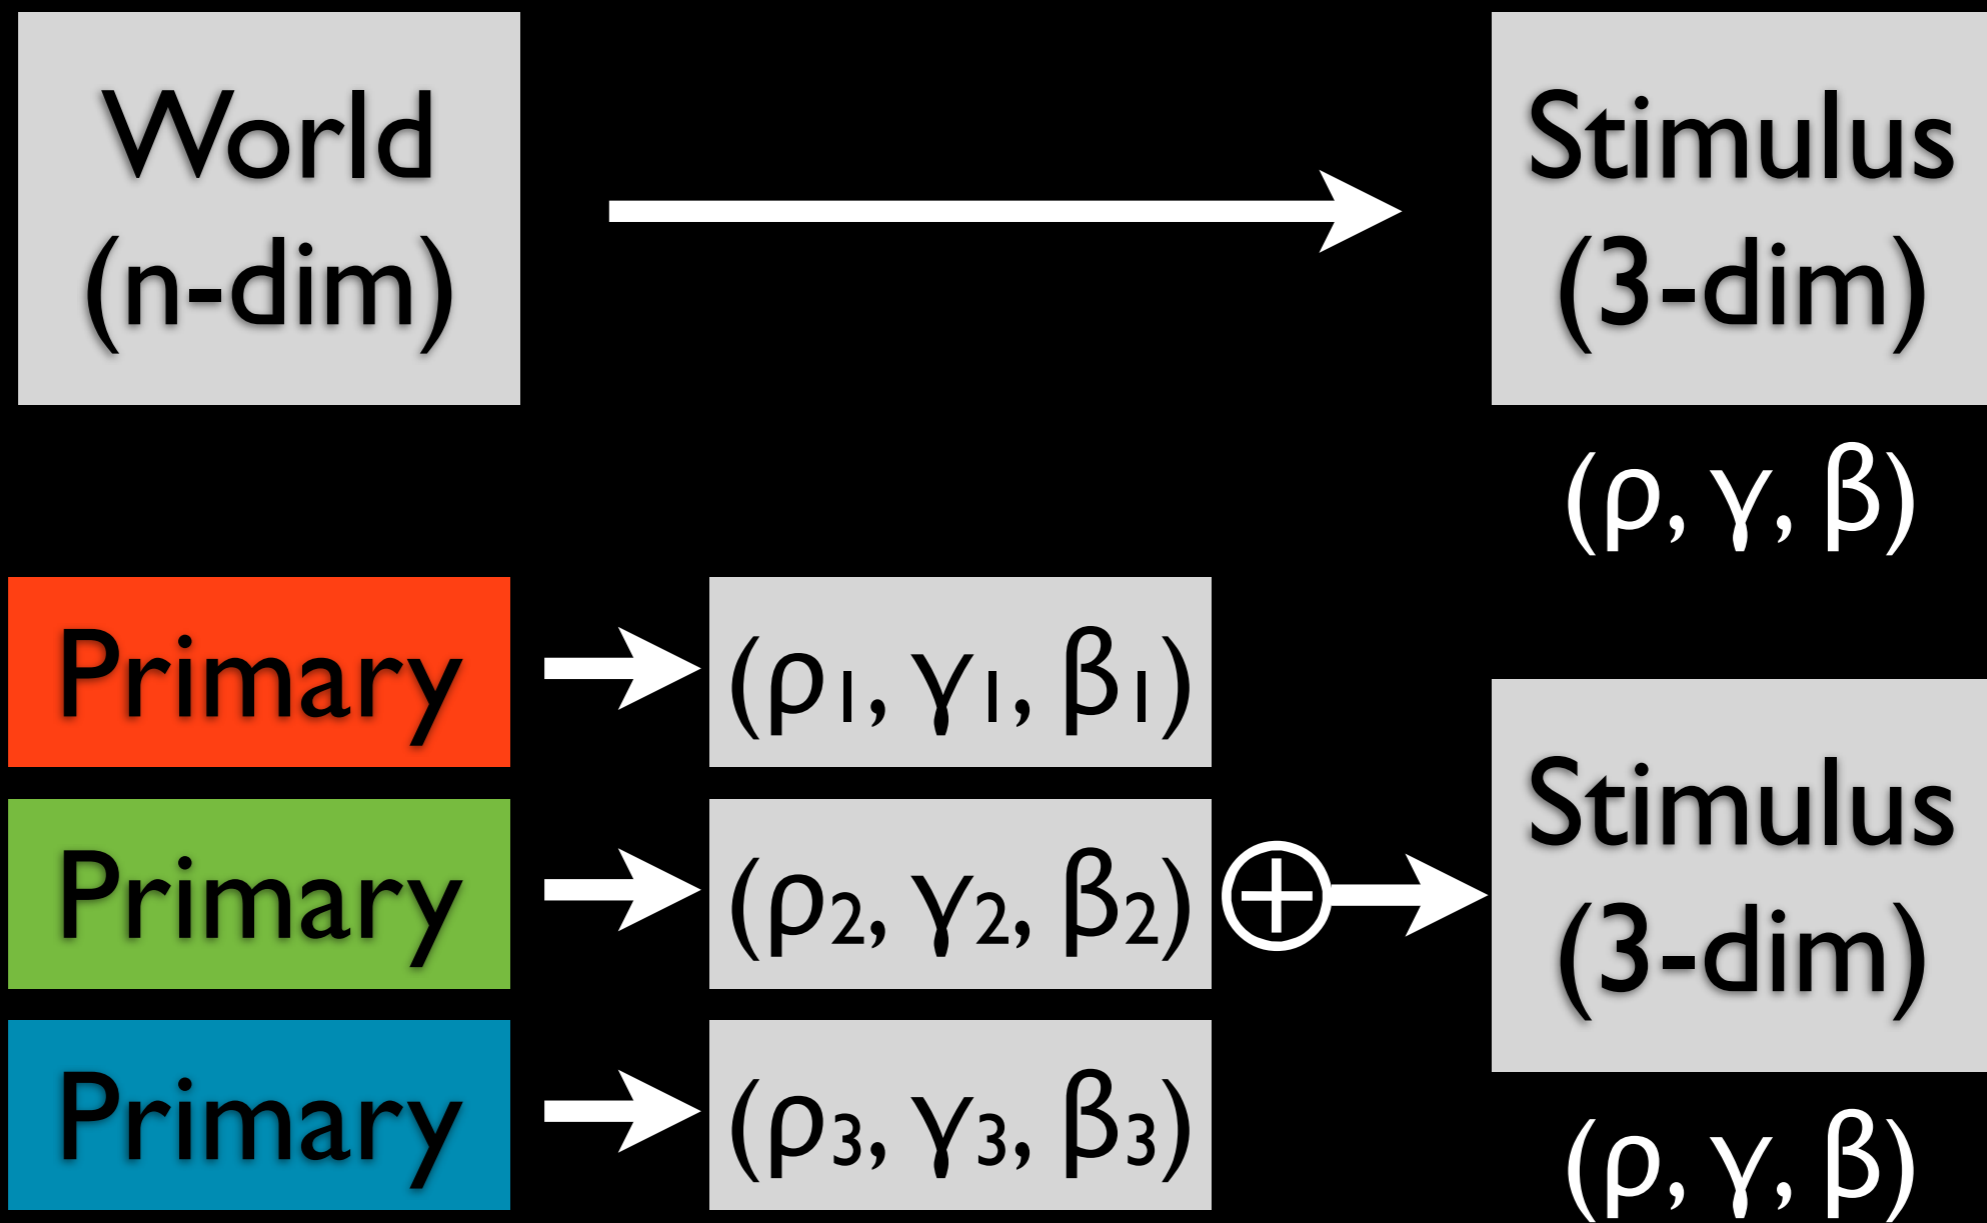 World
(n-dim)
Stimulus
(3-dim)
(ρ, γ, β)
Primary
(ρ₁, γ₁, β₁)
Primary
(ρ₂, γ₂, β₂)
Primary
(ρ₃, γ₃, β₃)
Stimulus
(3-dim)
(ρ, γ, β)